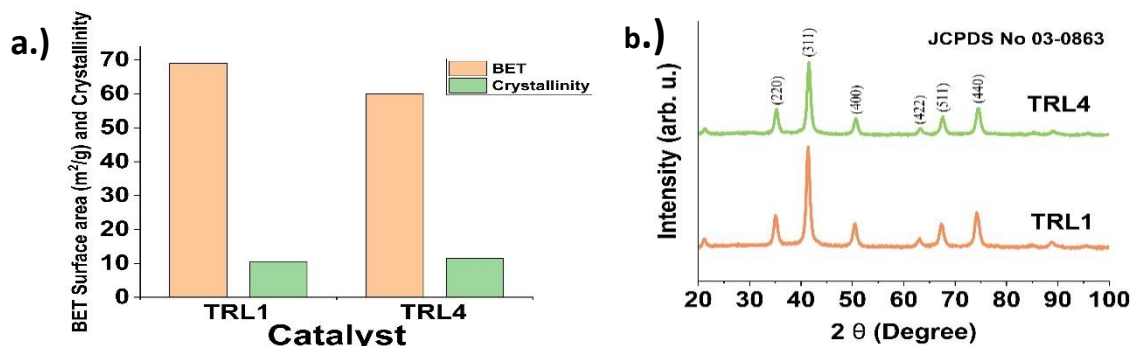 a.)
BET Surface area (m²/g) and Crystallinity
70
60
50
40
30
20
10
0
BET
Crystallinity
TRL1 TRL4
Catalyst
b.)
JCPDS No 03-0863
Intensity (arb. u.)
(220) (311) (400) (422) (511) (440)
TRL4
TRL1
20 30 40 50 60 70 80 90 100
2 θ (Degree)